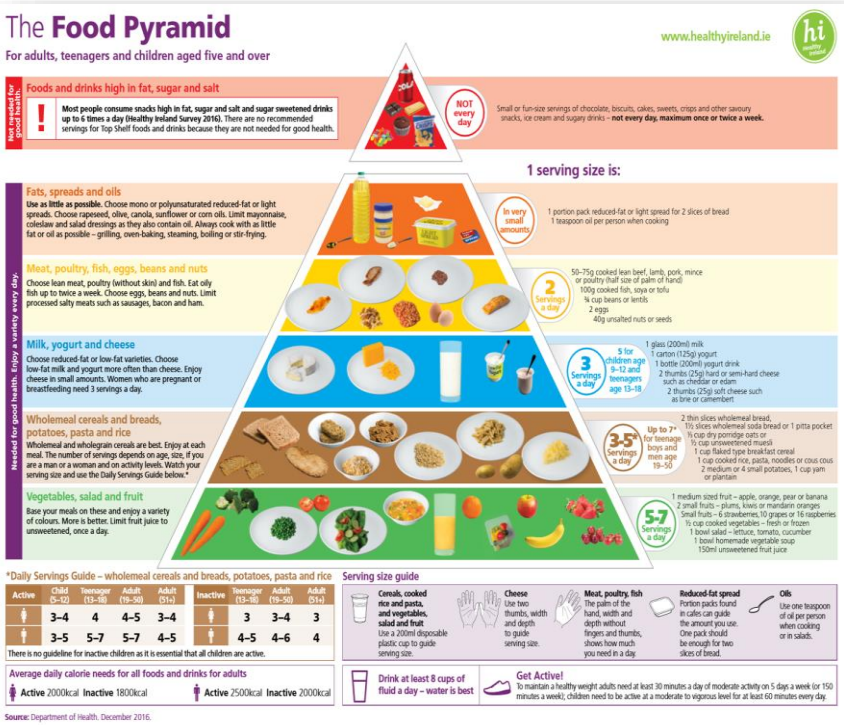 The Food Pyramid
For adults, teenagers and children aged five and over
www.healthyireland.ie
hi
Healthy
Ireland
Not needed for
good health.
Foods and drinks high in fat, sugar and salt
!
Most people consume snacks high in fat, sugar and salt and sugar sweetened drinks
up to 6 times a day (Healthy Ireland Survey 2016). There are no recommended
servings for Top Shelf foods and drinks because they are not needed for good health.
NOT
every
day
Small or fun-size servings of chocolate, biscuits, cakes, sweets, crisps and other savoury
snacks, ice cream and sugary drinks – not every day, maximum once or twice a week.
1 serving size is:
Needed for good health. Enjoy a variety every day.
Fats, spreads and oils
Use as little as possible. Choose mono or polyunsaturated reduced-fat or light
spreads. Choose rapeseed, olive, canola, sunflower or corn oils. Limit mayonnaise,
coleslaw and salad dressings as they also contain oil. Always cook with as little
fat or oil as possible – grilling, oven-baking, steaming, boiling or stir-frying.
In very
small
amounts
1 portion pack reduced-fat or light spread for 2 slices of bread
1 teaspoon oil per person when cooking
Meat, poultry, fish, eggs, beans and nuts
Choose lean meat, poultry (without skin) and fish. Eat oily
fish up to twice a week. Choose eggs, beans and nuts. Limit
processed salty meats such as sausages, bacon and ham.
2
Servings
a day
50–75g cooked lean beef, lamb, pork, mince
or poultry (half size of palm of hand)
100g cooked fish, soya or tofu
¾ cup beans or lentils
2 eggs
40g unsalted nuts or seeds
Milk, yogurt and cheese
Choose reduced-fat or low-fat varieties. Choose
low-fat milk and yogurt more often than cheese. Enjoy
cheese in small amounts. Women who are pregnant or
breastfeeding need 3 servings a day.
3
Servings
a day
5 for
children age
9–12 and
teenagers
age 13–18
1 glass (200ml) milk
1 carton (125g) yogurt
1 bottle (200ml) yogurt drink
2 thumbs (25g) hard or semi-hard cheese
such as cheddar or edam
2 thumbs (25g) soft cheese such
as brie or camembert
Wholemeal cereals and breads,
potatoes, pasta and rice
Wholemeal and wholegrain cereals are best. Enjoy at each
meal. The number of servings depends on age, size, if you
are a man or a woman and on activity levels. Watch your
serving size and use the Daily Servings Guide below.*
3-5*
Servings
a day
Up to 7*
for teenage
boys and
men age
19–50
2 thin slices wholemeal bread,
1½ slices wholemeal soda bread or 1 pitta pocket
⅓ cup dry porridge oats or
½ cup unsweetened muesli
1 cup flaked type breakfast cereal
1 cup cooked rice, pasta, noodles or cous cous
2 medium or 4 small potatoes, 1 cup yam
or plantain
Vegetables, salad and fruit
Base your meals on these and enjoy a variety
of colours. More is better. Limit fruit juice to
unsweetened, once a day.
5-7
Servings
a day
1 medium sized fruit – apple, orange, pear or banana
2 small fruits – plums, kiwis or mandarin oranges
Small fruits – 6 strawberries, 10 grapes or 16 raspberries
½ cup cooked vegetables – fresh or frozen
1 bowl salad – lettuce, tomato, cucumber
1 bowl homemade vegetable soup
150ml unsweetened fruit juice
*Daily Servings Guide – wholemeal cereals and breads, potatoes, pasta and rice
Active Child (5–12) Teenager (13–18) Adult (19–50) Adult (51+) Inactive Teenager (13–18) Adult (19–50) Adult (51+)
3–4 4 4–5 3–4 3 3–4 3
3–5 5–7 5–7 4–5 4–5 4–6 4
There is no guideline for inactive children as it is essential that all children are active.
Average daily calorie needs for all foods and drinks for adults
Active 2000kcal Inactive 1800kcal Active 2500kcal Inactive 2000kcal
Serving size guide
Cereals, cooked
rice and pasta,
and vegetables,
salad and fruit
Use a 200ml disposable
plastic cup to guide
serving size.
Cheese
Use two
thumbs, width
and depth
to guide
serving size.
Meat, poultry, fish
The palm of the
hand, width and
depth without
fingers and thumbs,
shows how much
you need in a day.
Reduced-fat spread
Portion packs found
in cafes can guide
the amount you use.
One pack should
be enough for two
slices of bread.
Oils
Use one teaspoon
of oil per person
when cooking
or in salads.
Drink at least 8 cups of
fluid a day – water is best
Get Active!
To maintain a healthy weight adults need at least 30 minutes a day of moderate activity on 5 days a week (or 150
minutes a week); children need to be active at a moderate to vigorous level for at least 60 minutes every day.
Source: Department of Health. December 2016.